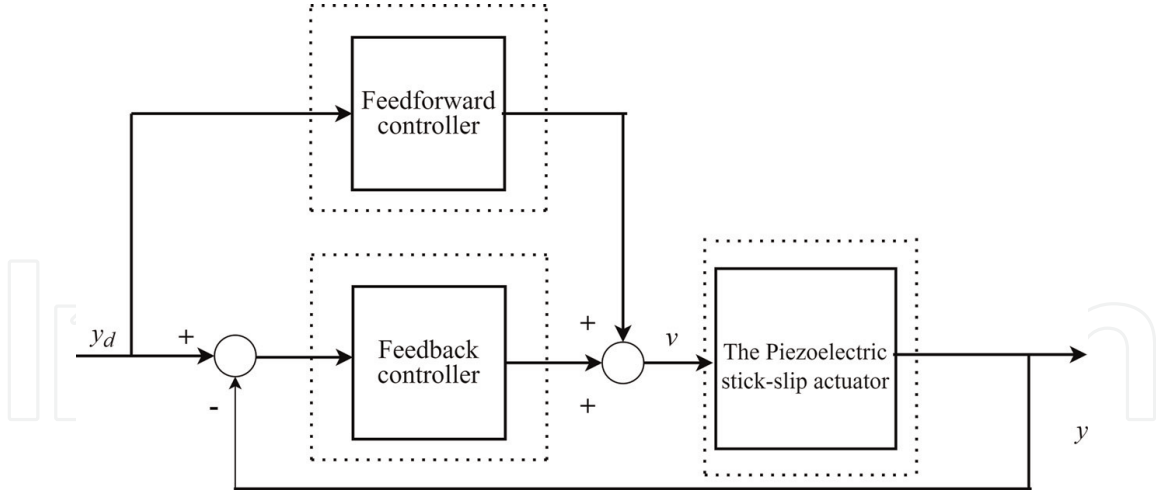 Feedforward
controller
y_d
+
-
Feedback
controller
+
+
v
The Piezoelectric
stick-slip actuator
y